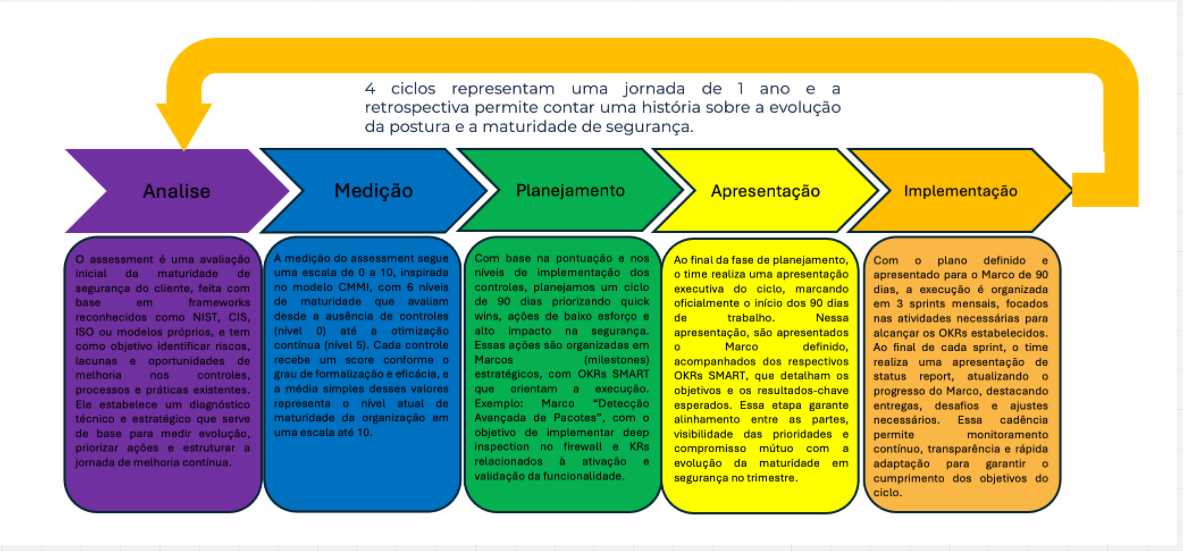 4 ciclos representam uma jornada de 1 ano e a
retrospectiva permite contar uma história sobre a evolução
da postura e a maturidade de segurança.
Analise
Medição
Planejamento
Apresentação
Implementação
O assessment é uma avaliação
inicial da maturidade de
segurança do cliente, feita com
base em frameworks
reconhecidos como NIST, CIS,
ISO ou modelos próprios, e tem
como objetivo identificar riscos,
lacunas e oportunidades de
melhoria nos controles,
processos e práticas existentes.
Ele estabelece um diagnóstico
técnico e estratégico que serve
de base para medir evolução,
priorizar ações e estruturar a
jornada de melhoria contínua.
A medição do assessment segue
uma escala de 0 a 10, inspirada
no modelo CMMI, com 6 níveis
de maturidade que avaliam
desde a ausência de controles
(nível 0) até a otimização
contínua (nível 5). Cada controle
recebe um score conforme o
grau de formalização e eficácia, e
a média simples desses valores
representa o nível atual de
maturidade da organização em
uma escala até 10.
Com base na pontuação e nos
níveis de implementação dos
controles, planejamos um ciclo
de 90 dias priorizando quick
wins, ações de baixo esforço e
alto impacto na segurança.
Essas ações são organizadas em
Marcos (milestones)
estratégicos, com OKRs SMART
que orientam a execução.
Exemplo: Marco “Detecção
Avançada de Pacotes”, com o
objetivo de implementar deep
inspection no firewall e KRs
relacionados à ativação e
validação da funcionalidade.
Ao final da fase de planejamento,
o time realiza uma apresentação
executiva do ciclo, marcando
oficialmente o início dos 90 dias
de trabalho. Nessa
apresentação, são apresentados
o Marco definido,
acompanhados dos respectivos
OKRs SMART, que detalham os
objetivos e os resultados-chave
esperados. Essa etapa garante
alinhamento entre as partes,
visibilidade das prioridades e
compromisso mútuo com a
evolução da maturidade em
segurança no trimestre.
Com o plano definido e
apresentado para o Marco de 90
dias, a execução é organizada
em 3 sprints mensais, focados
nas atividades necessárias para
alcançar os OKRs estabelecidos.
Ao final de cada sprint, o time
realiza uma apresentação de
status report, atualizando o
progresso do Marco, destacando
entregas, desafios e ajustes
necessários. Essa cadência
permite monitoramento
contínuo, transparência e rápida
adaptação para garantir o
cumprimento dos objetivos do
ciclo.